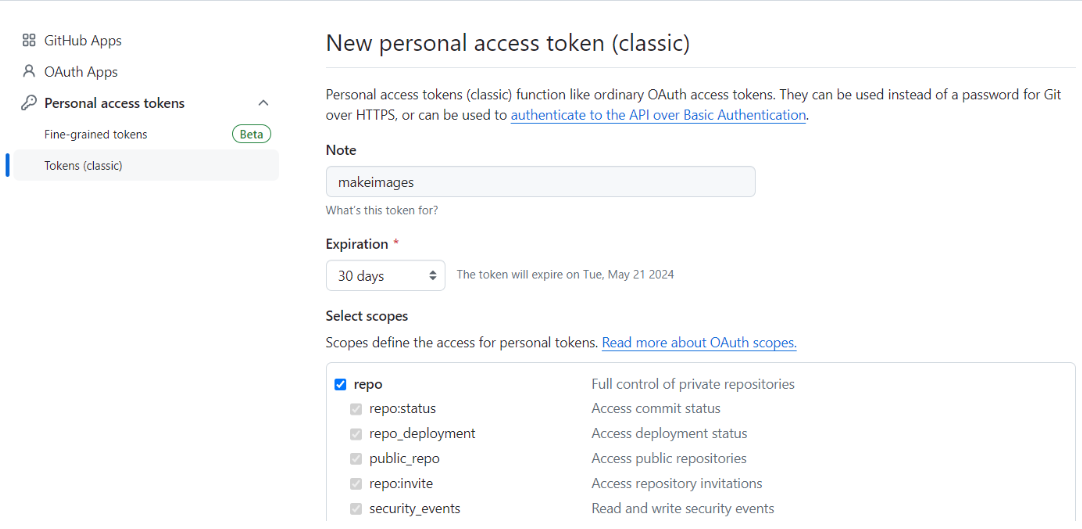 GitHub Apps
OAuth Apps
Personal access tokens
Fine-grained tokens Beta
Tokens (classic)
New personal access token (classic)
Personal access tokens (classic) function like ordinary OAuth access tokens. They can be used instead of a password for Git
over HTTPS, or can be used to authenticate to the API over Basic Authentication.
Note
makeimages
What's this token for?
Expiration *
30 days The token will expire on Tue, May 21 2024
Select scopes
Scopes define the access for personal tokens. Read more about OAuth scopes.
repo Full control of private repositories
repo:status Access commit status
repo_deployment Access deployment status
public_repo Access public repositories
repo:invite Access repository invitations
security_events Read and write security events